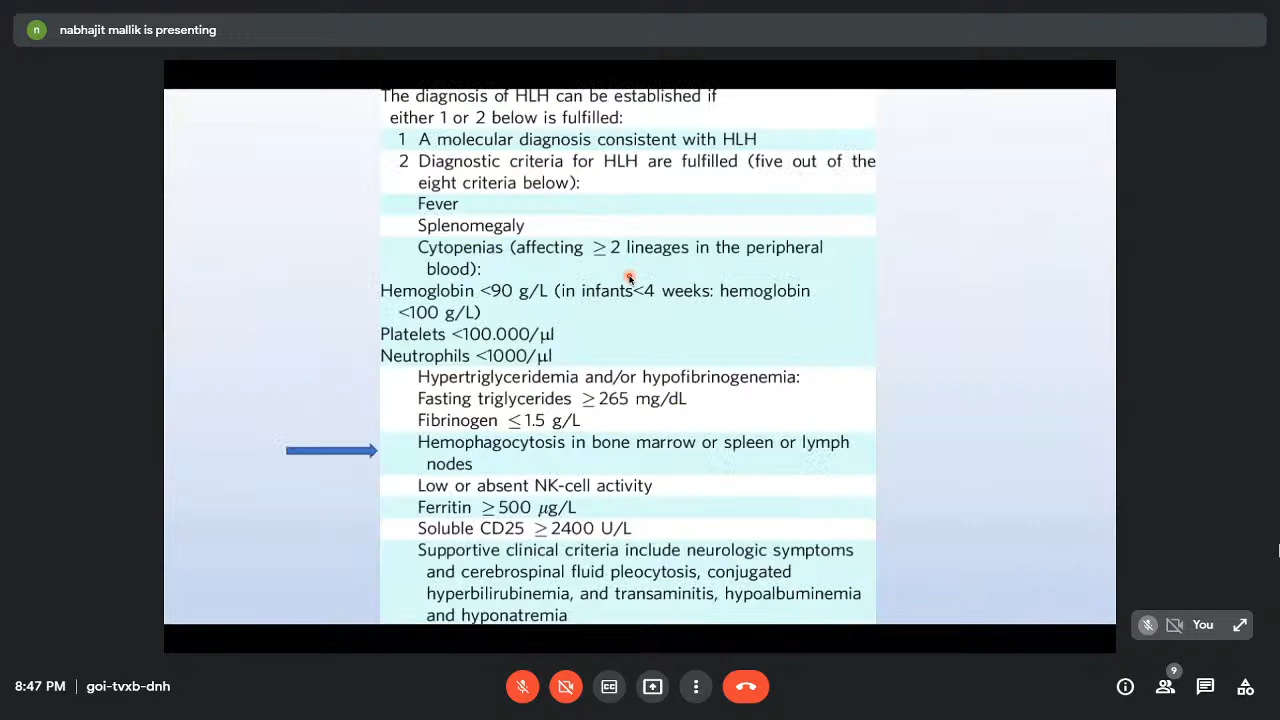 n nabhajit mallik is presenting
The diagnosis of HLH can be established if
either 1 or 2 below is fulfilled:
1 A molecular diagnosis consistent with HLH
2 Diagnostic criteria for HLH are fulfilled (five out of the
eight criteria below):
Fever
Splenomegaly
Cytopenias (affecting ≥2 lineages in the peripheral
blood):
Hemoglobin <90 g/L (in infants<4 weeks: hemoglobin
<100 g/L)
Platelets <100.000/μl
Neutrophils <1000/μl
Hypertriglyceridemia and/or hypofibrinogenemia:
Fasting triglycerides ≥265 mg/dL
Fibrinogen ≤1.5 g/L
Hemophagocytosis in bone marrow or spleen or lymph
nodes
Low or absent NK-cell activity
Ferritin ≥500 μg/L
Soluble CD25 ≥2400 U/L
Supportive clinical criteria include neurologic symptoms
and cerebrospinal fluid pleocytosis, conjugated
hyperbilirubinemia, and transaminitis, hypoalbuminemia
and hyponatremia
You
8:47 PM | goi-tvxb-dnh
9